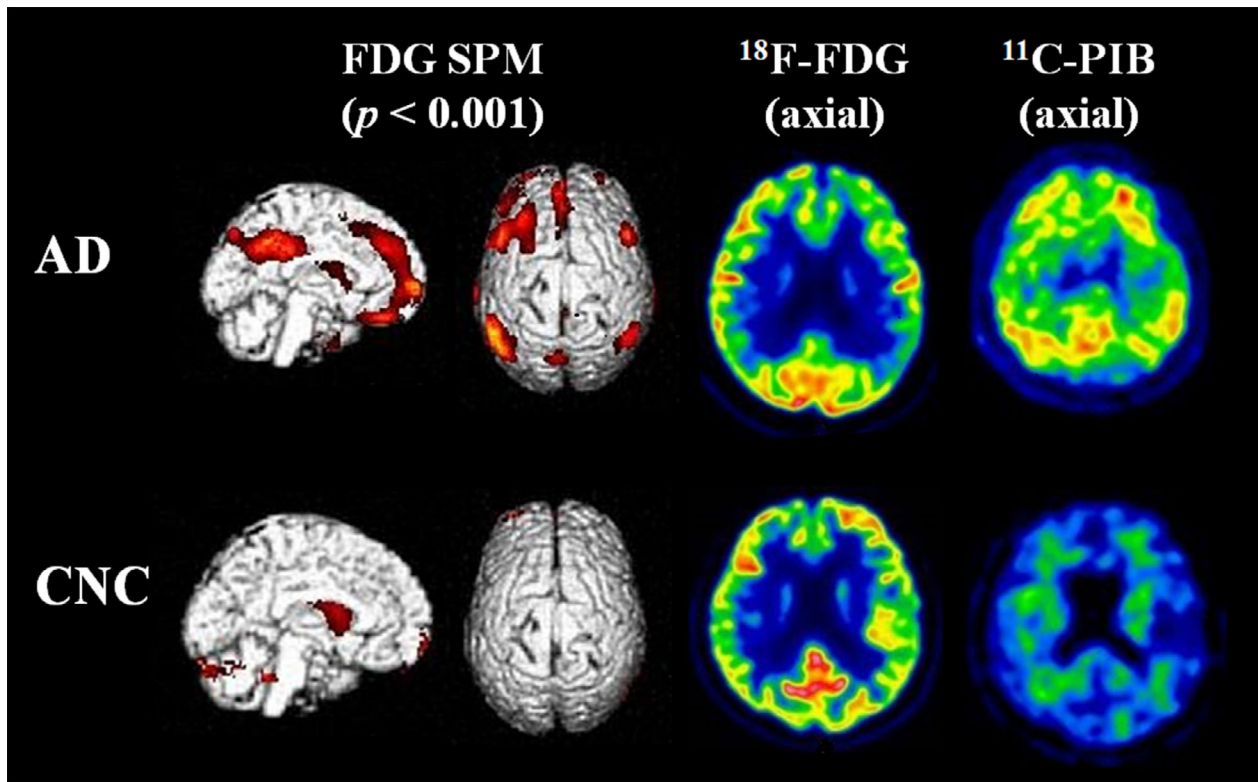 FDG SPM
(p < 0.001)
¹⁸F-FDG
(axial)
¹¹C-PIB
(axial)
AD
CNC